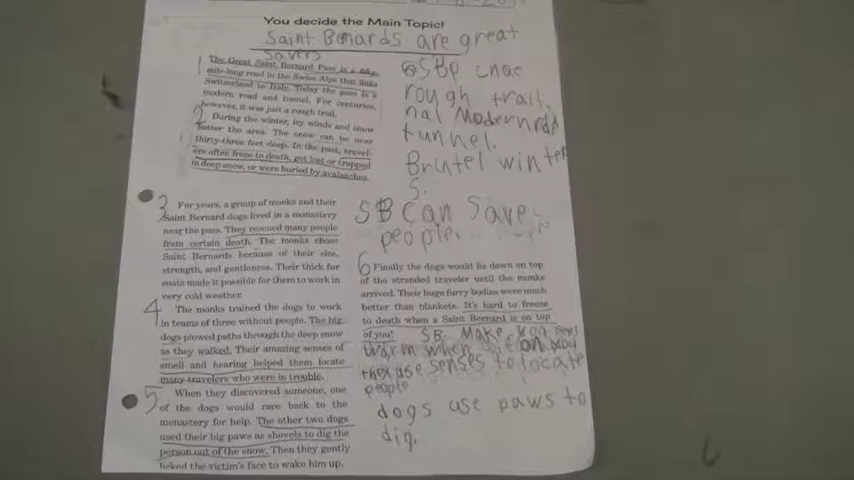 You decide the Main Topic!
Saint Bernards are great
savers
1 The Great Saint Bernard Pass is a fifty-
mile-long road in the Swiss Alps that links
Switzerland to Italy. Today the pass is a
modern road and tunnel. For centuries,
however, it was just a rough trail.
2 During the winter, icy winds and snow
batter the area. The snow can be over
thirty-three feet deep. In the past, travel-
ers often froze to death, got lost or trapped
in deep snow, or were buried by avalanches.
3 For years, a group of monks and their
Saint Bernard dogs lived in a monastery
near the pass. They rescued many people
from certain death. The monks chose
Saint Bernards because of their size,
strength, and gentleness. Their thick fur
coats made it possible for them to work in
very cold weather.
4 The monks trained the dogs to work
in teams of three without people. The big
dogs plowed paths through the deep snow
as they walked. Their amazing senses of
smell and hearing helped them locate
many travelers who were in trouble.
5 When they discovered someone, one
of the dogs would race back to the
monastery for help. The other two dogs
used their big paws as shovels to dig the
person out of the snow. Then they gently
licked the victim's face to wake him up.
SBP
rough trail.
tunnel.
Brutel winter
s.
SB Can Save
people.
6 Finally the dogs would lie down on top
of the stranded traveler until the monks
arrived. Their huge furry bodies were much
better than blankets. It's hard to freeze
to death when a Saint Bernard is on top
of you!
SB Make you
warm when on you
they use senses to locate
people
dogs use paws to
dig.